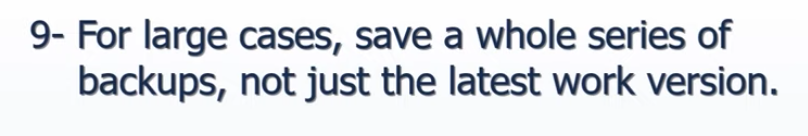 9- For large cases, save a whole series of
backups, not just the latest work version.